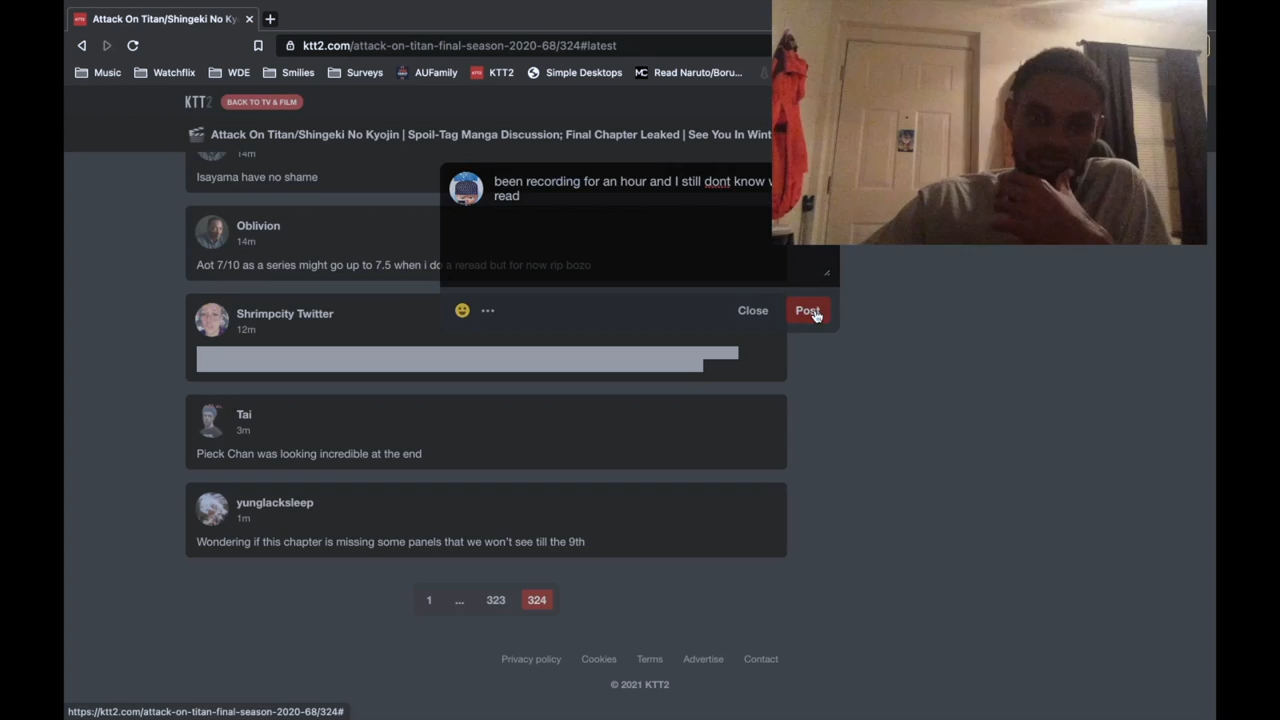 Attack On Titan/Shingeki No Ky
ktt2.com/attack-on-titan-final-season-2020-68/324#latest
Music Watchflix WDE Smilies Surveys AUFamily KTT2 Simple Desktops MC Read Naruto/Boru...
KTT2 BACK TO TV & FILM
Attack On Titan/Shingeki No Kyojin | Spoil-Tag Manga Discussion; Final Chapter Leaked | See You In Wint
14m
Isayama have no shame
been recording for an hour and I still dont know
read
Oblivion
14m
Aot 7/10 as a series might go up to 7.5 when i do a reread but for now rip bozo
Close Post
Shrimpcity Twitter
12m
Tai
3m
Pieck Chan was looking incredible at the end
yunglacksleep
1m
Wondering if this chapter is missing some panels that we won't see till the 9th
1 ... 323 324
Privacy policy Cookies Terms Advertise Contact
© 2021 KTT2
https://ktt2.com/attack-on-titan-final-season-2020-68/324#